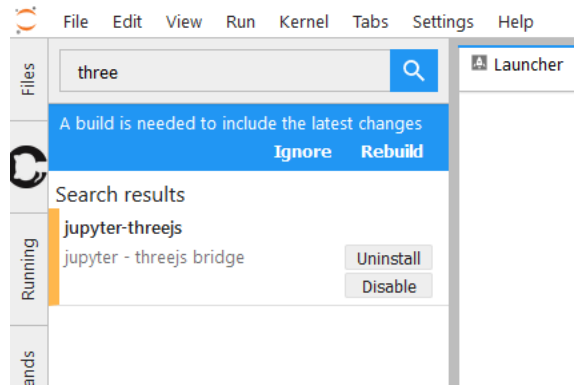 File Edit View Run Kernel Tabs Settings Help
Files
Running
three
Launcher
A build is needed to include the latest changes
Ignore Rebuild
Search results
jupyter-threejs
jupyter - threejs bridge
Uninstall
Disable